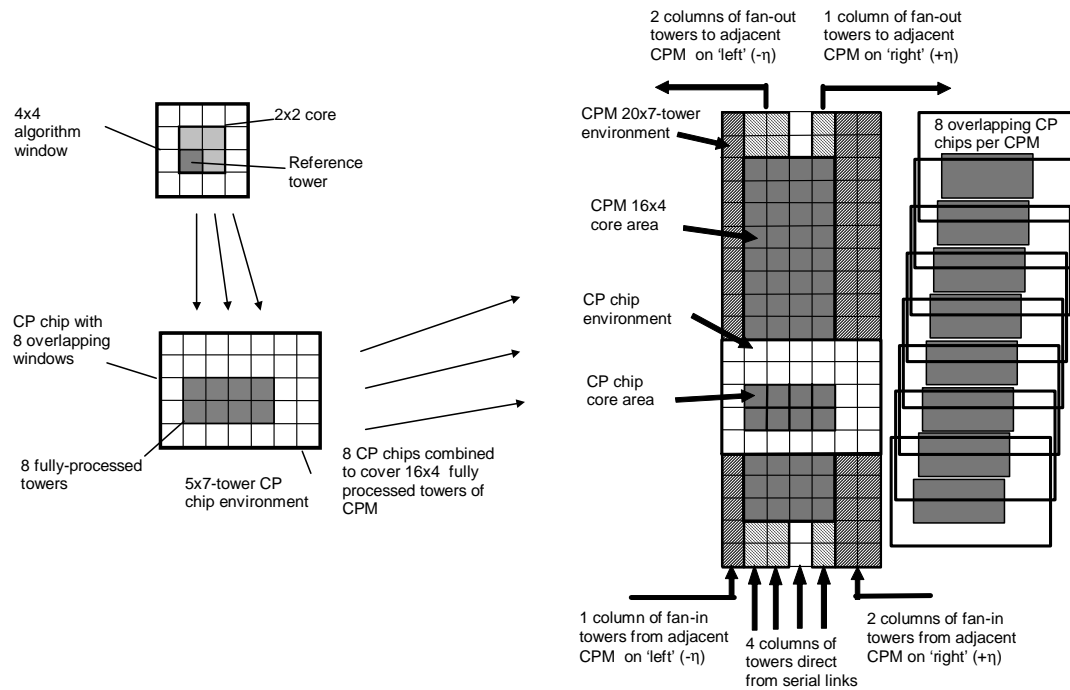 2 columns of fan-out
towers to adjacent
CPM on 'left' (-η)
1 column of fan-out
towers to adjacent
CPM on 'right' (+η)
4x4
algorithm
window
2x2 core
Reference
tower
CPM 20x7-tower
environment
8 overlapping CP
chips per CPM
CPM 16x4
core area
CP chip with
8 overlapping
windows
CP chip
environment
CP chip
core area
8 fully-processed
towers
5x7-tower CP
chip environment
8 CP chips combined
to cover 16x4 fully
processed towers of
CPM
1 column of fan-in
towers from adjacent
CPM on 'left' (-η)
4 columns of
towers direct
from serial links
2 columns of fan-in
towers from adjacent
CPM on 'right' (+η)